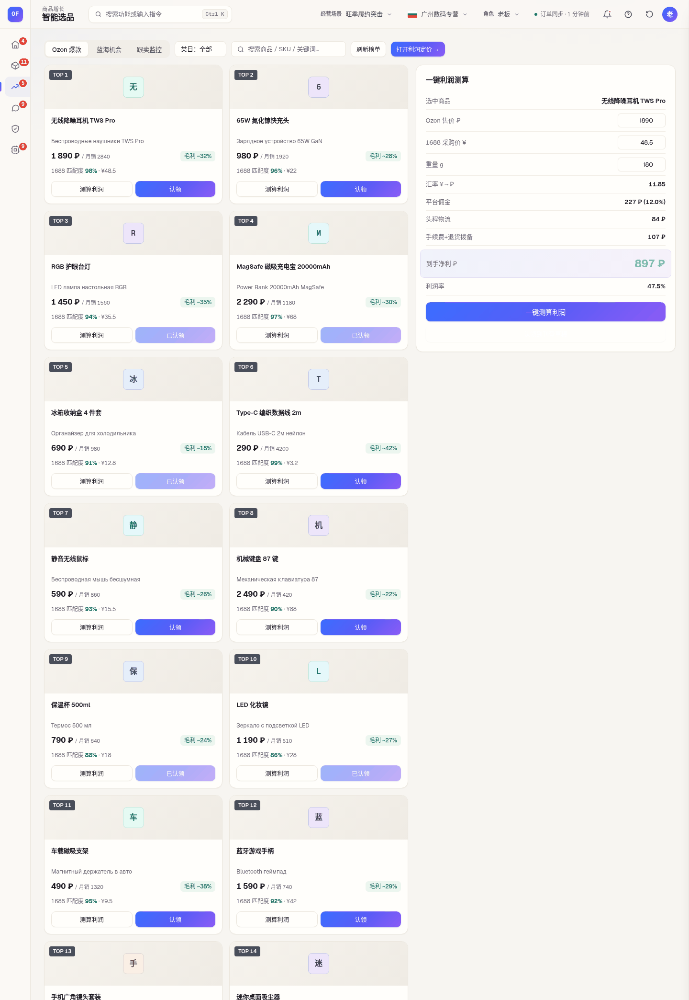 OF
商品增长
智能选品
搜索功能或输入指令
Ctrl K
经营场景 旺季履约突击
广州数码专营
角色 老板
订单同步 · 1 分钟前
老
4
11
5
9
9
Ozon 爆款
蓝海机会
跟卖监控
类目：全部
搜索商品 / SKU / 关键词...
刷新榜单
打开利润定价 →
TOP 1
无
无线降噪耳机 TWS Pro
Беспроводные наушники TWS Pro
1 890 ₽ / 月销 2840
毛利 ~32%
1688 匹配度 98% · ¥48.5
测算利润
认领
TOP 2
6
65W 氮化镓快充头
Зарядное устройство 65W GaN
980 ₽ / 月销 1920
毛利 ~28%
1688 匹配度 96% · ¥22
测算利润
认领
TOP 3
R
RGB 护眼台灯
LED лампа настольная RGB
1 450 ₽ / 月销 1560
毛利 ~35%
1688 匹配度 94% · ¥35.5
测算利润
已认领
TOP 4
M
MagSafe 磁吸充电宝 20000mAh
Power Bank 20000mAh MagSafe
2 290 ₽ / 月销 1180
毛利 ~30%
1688 匹配度 97% · ¥68
测算利润
已认领
TOP 5
冰
冰箱收纳盒 4 件套
Органайзер для холодильника
690 ₽ / 月销 980
毛利 ~18%
1688 匹配度 91% · ¥12.8
测算利润
已认领
TOP 6
T
Type-C 编织数据线 2m
Кабель USB-C 2м нейлон
290 ₽ / 月销 4200
毛利 ~42%
1688 匹配度 99% · ¥3.2
测算利润
认领
TOP 7
静
静音无线鼠标
Беспроводная мышь бесшумная
590 ₽ / 月销 860
毛利 ~26%
1688 匹配度 93% · ¥15.5
测算利润
认领
TOP 8
机
机械键盘 87 键
Механическая клавиатура 87
2 490 ₽ / 月销 420
毛利 ~22%
1688 匹配度 90% · ¥88
测算利润
认领
TOP 9
保
保温杯 500ml
Термос 500 мл
790 ₽ / 月销 640
毛利 ~24%
1688 匹配度 88% · ¥18
测算利润
已认领
TOP 10
L
LED 化妆镜
Зеркало с подсветкой LED
1 190 ₽ / 月销 510
毛利 ~27%
1688 匹配度 86% · ¥28
测算利润
已认领
TOP 11
车
车载磁吸支架
Магнитный держатель в авто
490 ₽ / 月销 1320
毛利 ~38%
1688 匹配度 95% · ¥9.5
测算利润
认领
TOP 12
蓝
蓝牙游戏手柄
Bluetooth геймпад
1 590 ₽ / 月销 740
毛利 ~29%
1688 匹配度 92% · ¥42
测算利润
认领
TOP 13
手
手机广角镜头套装
TOP 14
迷
迷你桌面吸尘器
一键利润测算
选中商品 无线降噪耳机 TWS Pro
Ozon 售价 ₽ 1890
1688 采购价 ¥ 48.5
重量 g 180
汇率 ¥→₽ 11.85
平台佣金 227 ₽ (12.0%)
头程物流 84 ₽
手续费+退货拨备 107 ₽
到手净利 ₽ 897 ₽
利润率 47.5%
一键测算利润